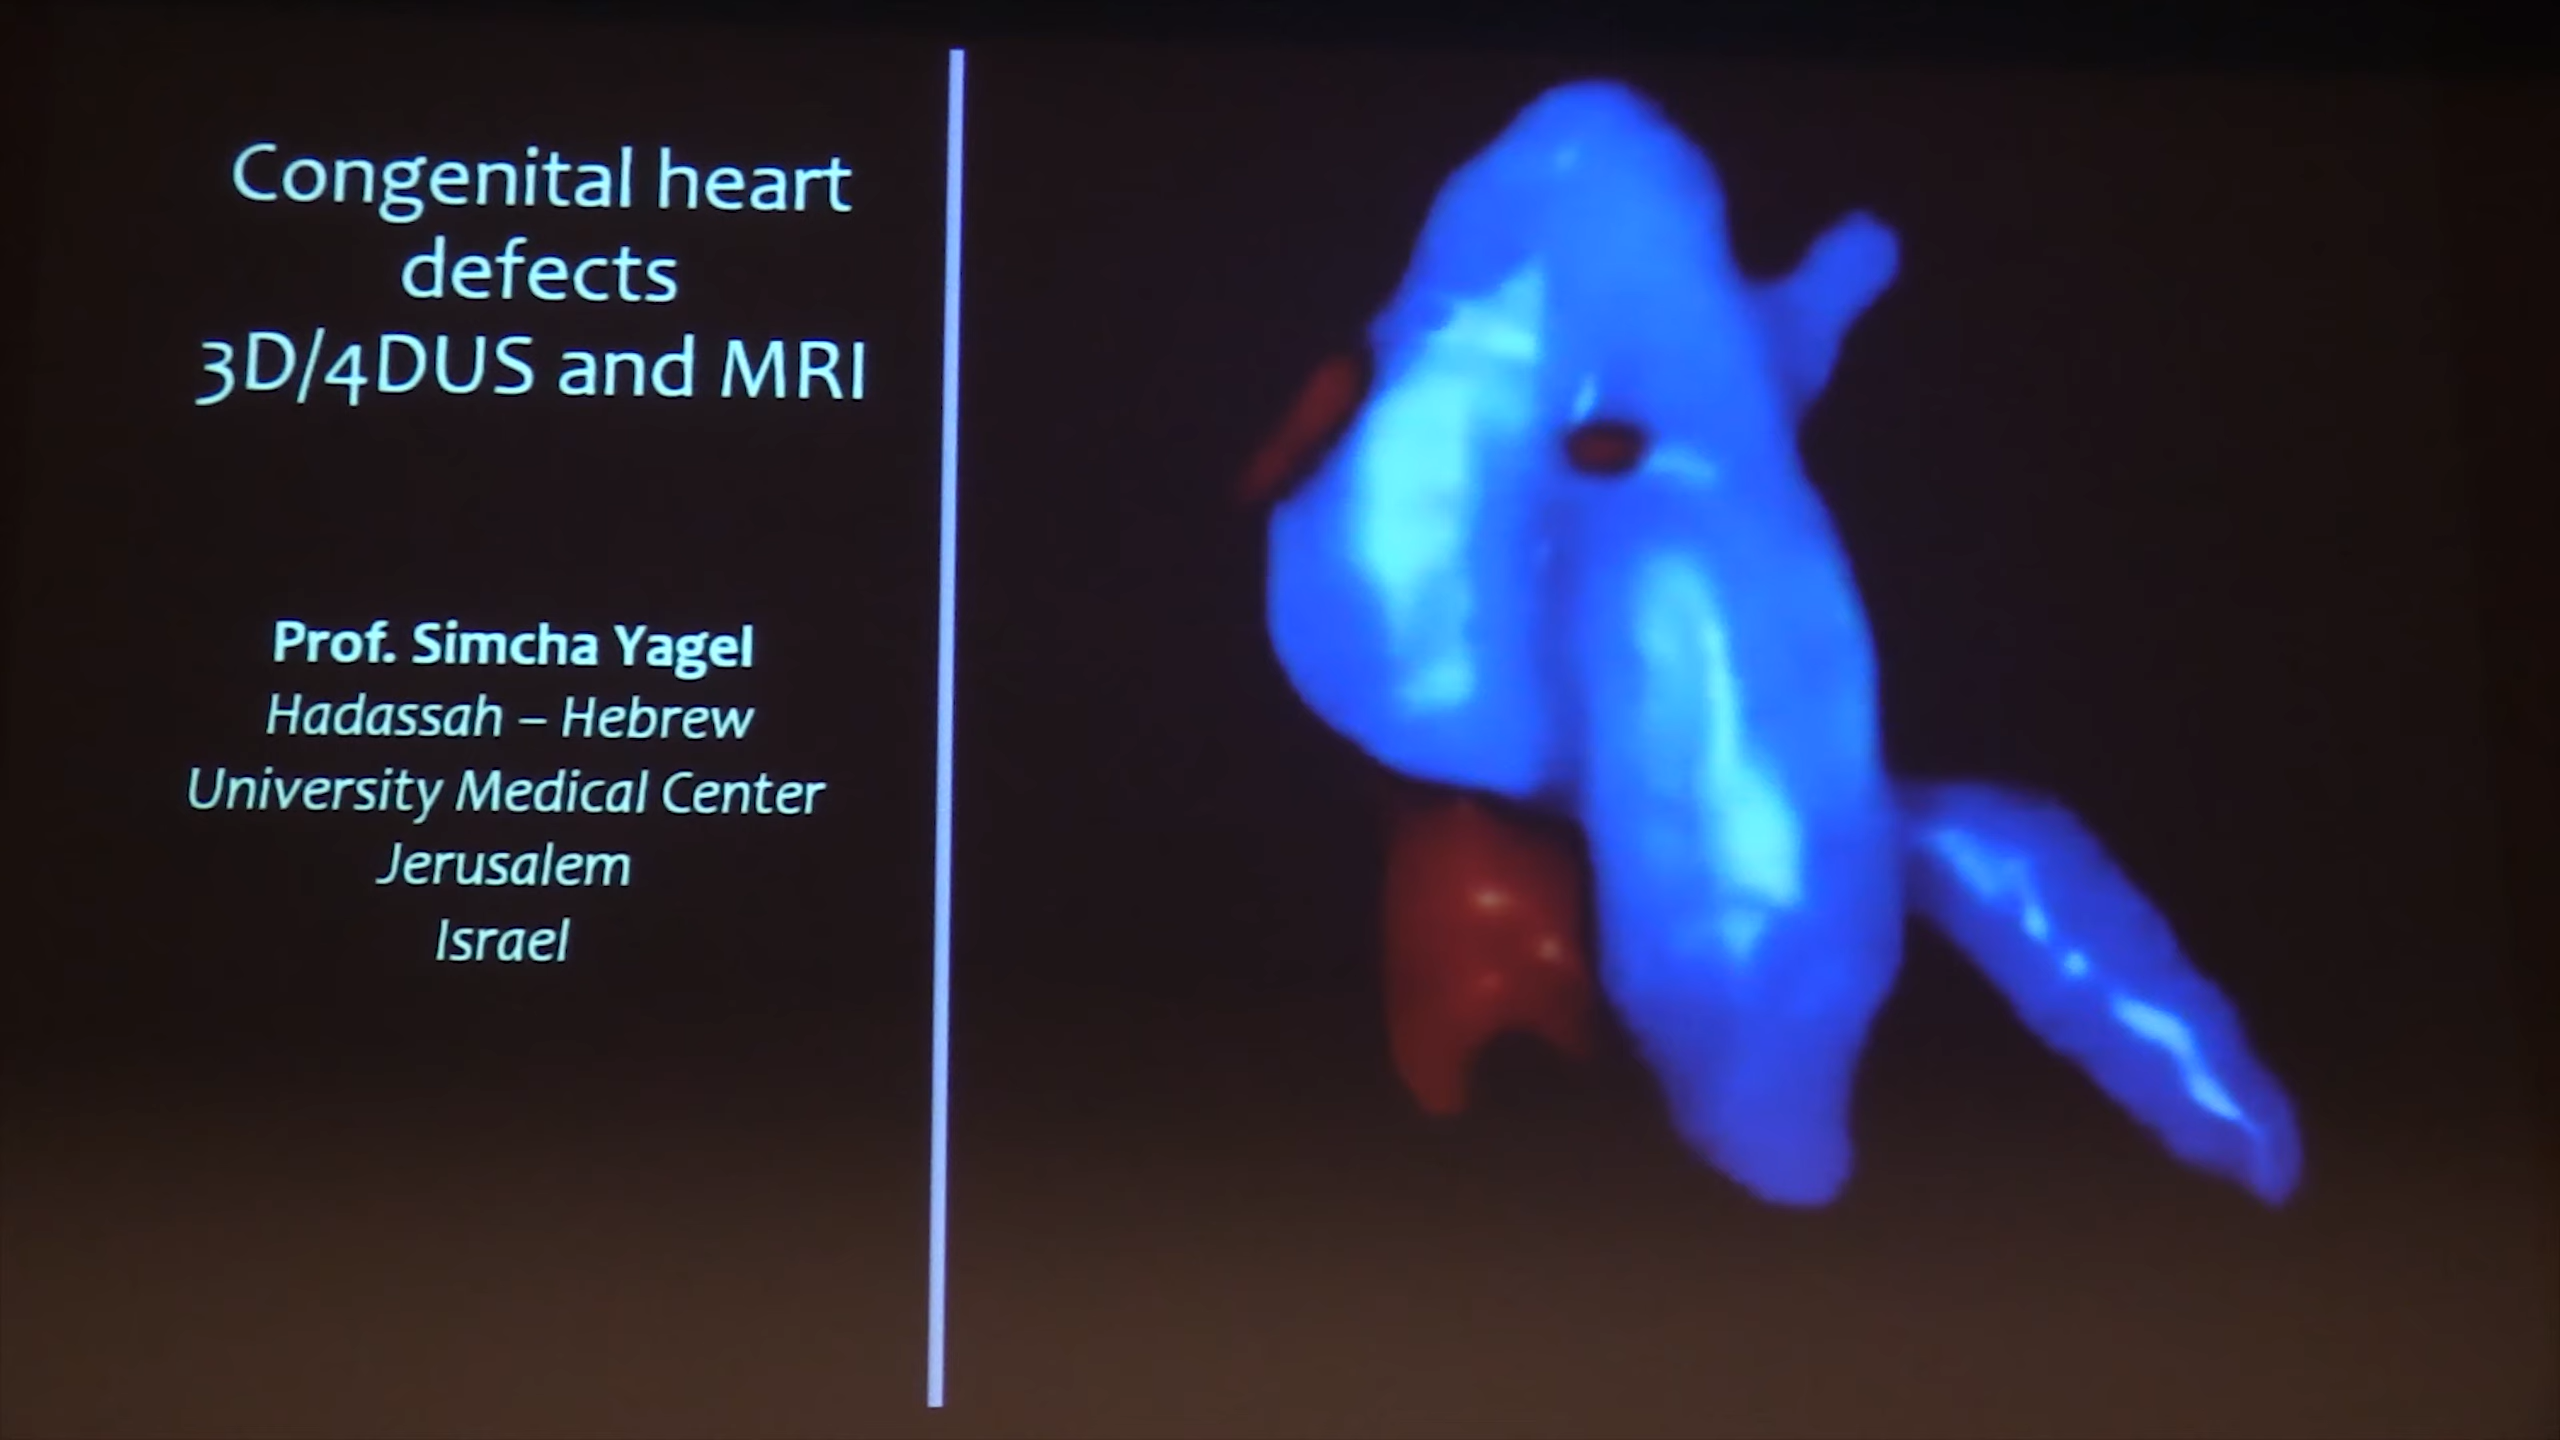 Congenital heart
defects
3D/4DUS and MRI
Prof. Simcha Yagel
Hadassah – Hebrew
University Medical Center
Jerusalem
Israel